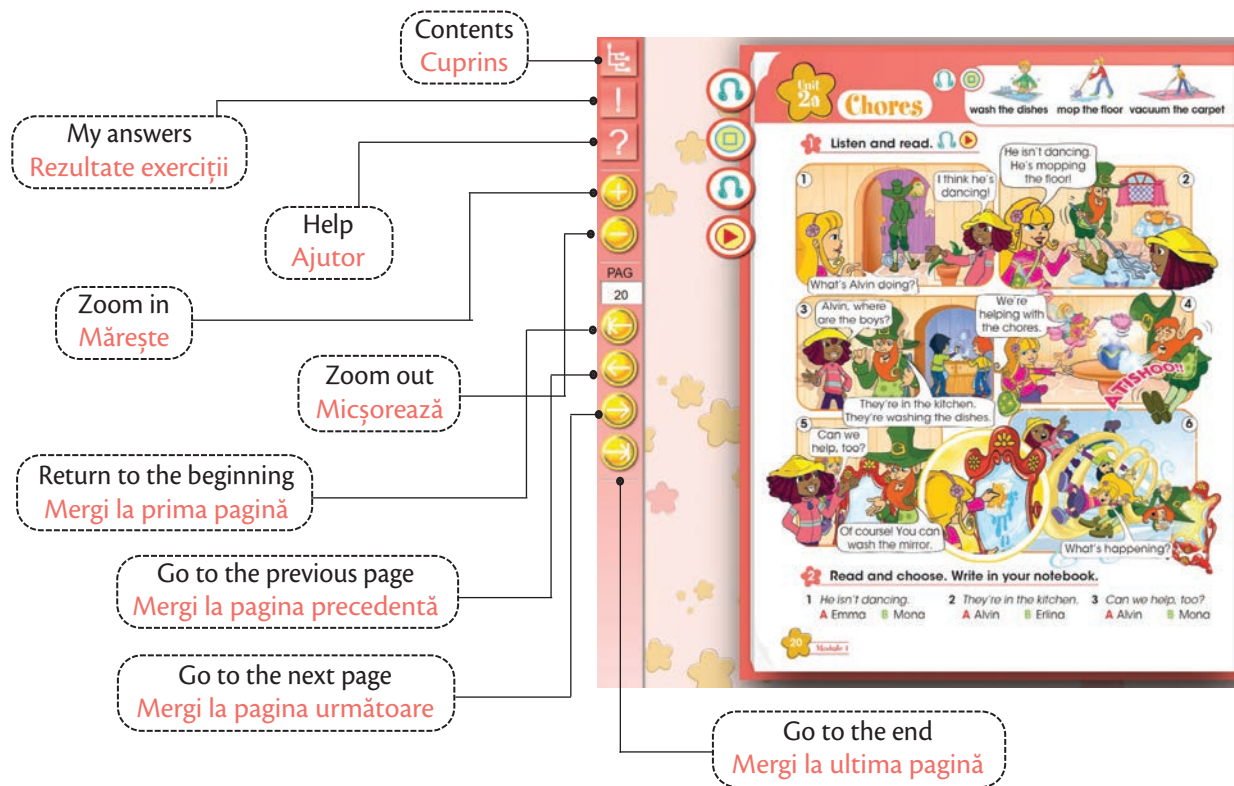 Contents
Cuprins
My answers
Rezultate exerciții
Help
Ajutor
Zoom in
Mărește
Zoom out
Micșorează
Return to the beginning
Mergi la prima pagină
Go to the previous page
Mergi la pagina precedentă
Go to the next page
Mergi la pagina următoare
Go to the end
Mergi la ultima pagină
!
?
PAG
20
Unit
2a
Chores
wash the dishes mop the floor vacuum the carpet
1 Listen and read.
1
I think he's
dancing!
What's Alvin doing?
He isn't dancing.
He's mopping
the floor!
2
3
Alvin, where
are the boys?
They're in the kitchen.
They're washing the dishes.
We're
helping with
the chores.
4
ATISHOO!!
5
Can we
help, too?
Of course! You can
wash the mirror.
6
What's happening?
2 Read and choose. Write in your notebook.
1 He isn't dancing. 2 They're in the kitchen. 3 Can we help, too?
A Emma B Mona A Alvin B Erlina A Alvin B Mona
20 Module 1